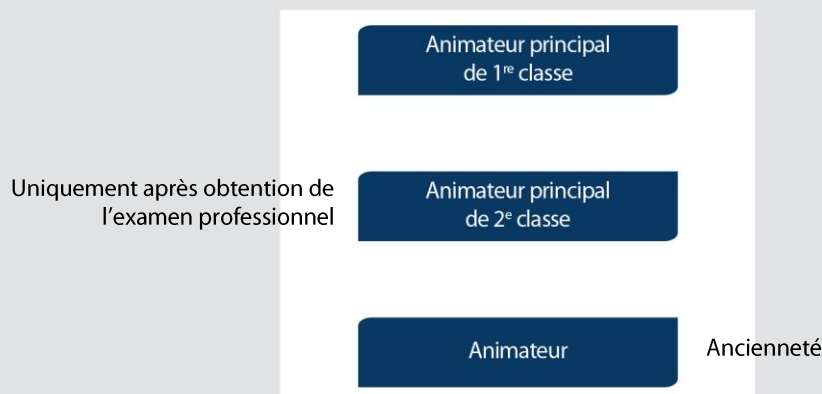 Animateur principal
de 1re classe
Uniquement après obtention de
l'examen professionnel
Animateur principal
de 2e classe
Animateur
Ancienneté